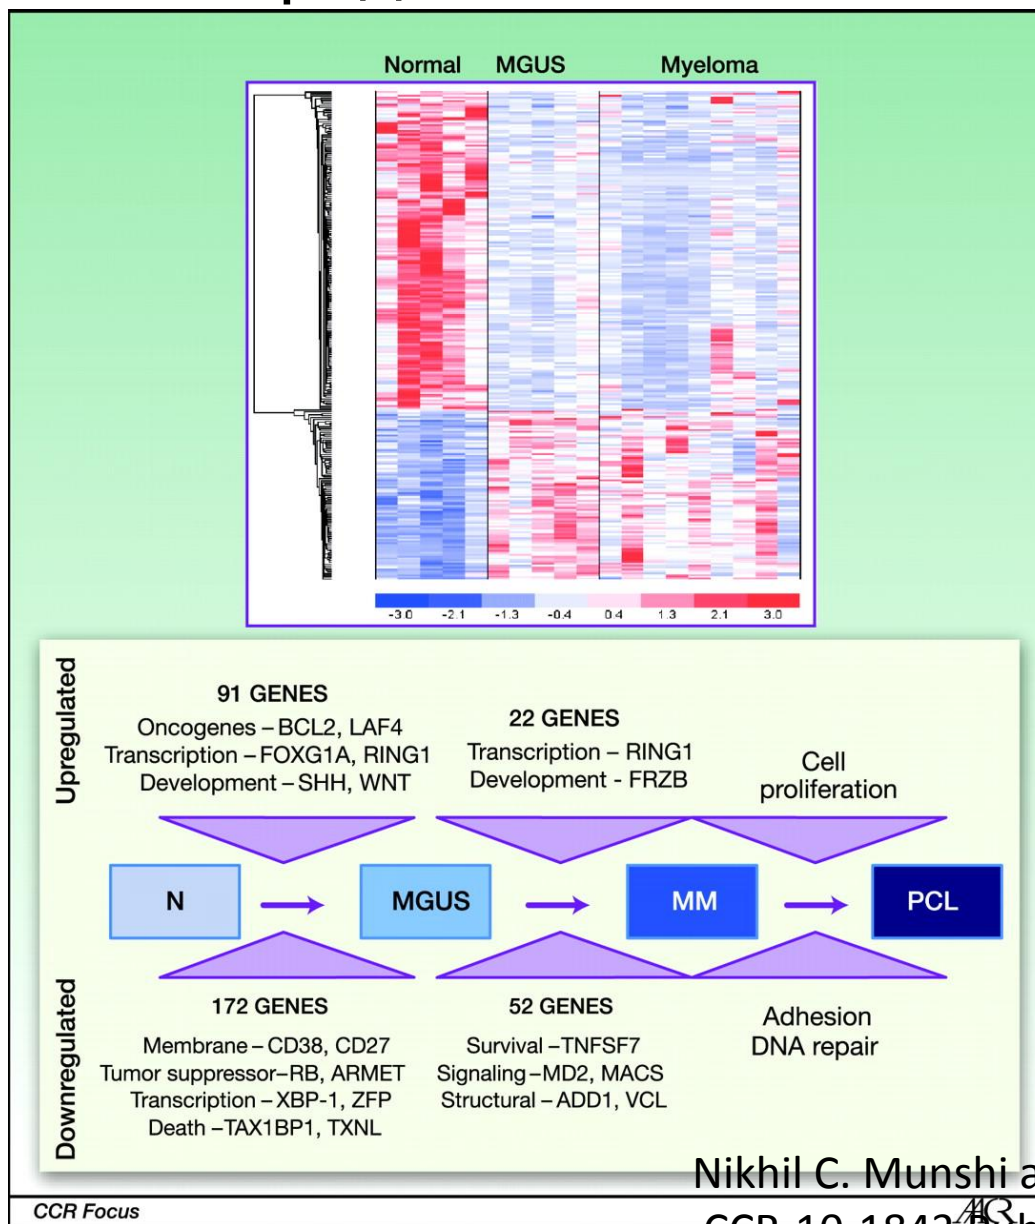 Normal MGUS Myeloma
-3.0 -2.1 -1.3 -0.4 0.4 1.3 2.1 3.0
Upregulated
91 GENES
Oncogenes – BCL2, LAF4
Transcription – FOXG1A, RING1
Development – SHH, WNT
22 GENES
Transcription – RING1
Development - FRZB
Cell
proliferation
N MGUS MM PCL
Downregulated
172 GENES
Membrane – CD38, CD27
Tumor suppressor–RB, ARMET
Transcription – XBP-1, ZFP
Death –TAX1BP1, TXNL
52 GENES
Survival –TNFSF7
Signaling –MD2, MACS
Structural – ADD1, VCL
Adhesion
DNA repair
Nikhil C. Munshi a
CCR Focus